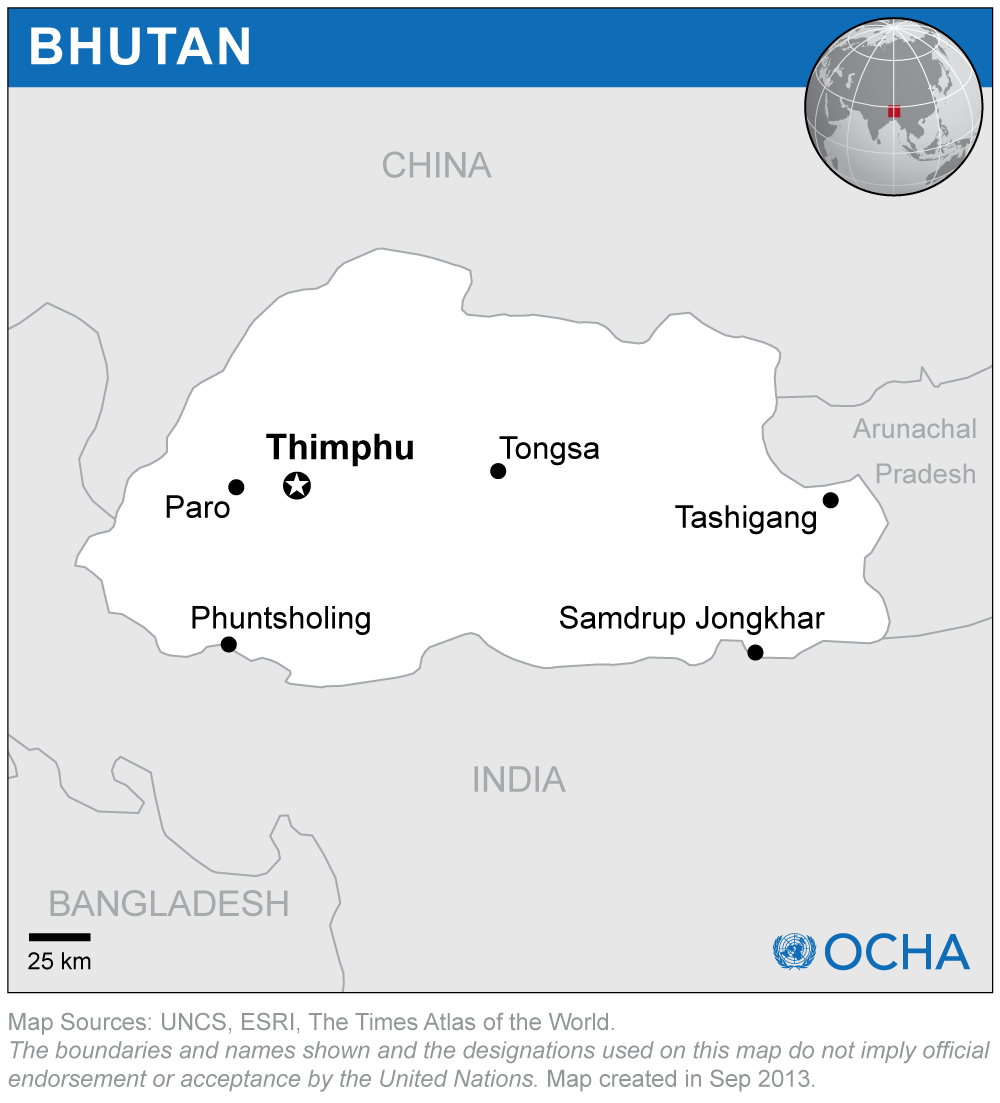 BHUTAN
CHINA
Arunachal
Pradesh
Thimphu
Tongsa
Paro
Tashigang
Phuntsholing
Samdrup Jongkhar
INDIA
BANGLADESH
25 km
OCHA
Map Sources: UNCS, ESRI, The Times Atlas of the World.
The boundaries and names shown and the designations used on this map do not imply official
endorsement or acceptance by the United Nations. Map created in Sep 2013.